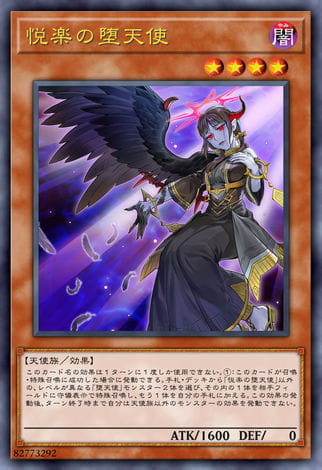 悦楽の堕天使
闇
やみ
【天使族／効果】
このカード名の効果は１ターンに１度しか使用できない。①:このカードが召喚
・特殊召喚に成功した場合に発動できる。手札・デッキから「悦楽の堕天使」以
外の、レベルが異なる「堕天使」モンスター２体を選び、その内の１体を相手フィ
ールドに守備表示で特殊召喚し、もう１体を自分の手札に加える。この効果の
発動後、ターン終了時まで自分は天使族以外のモンスターの効果を発動できない。
ATK/1600 DEF/ 0
82773292